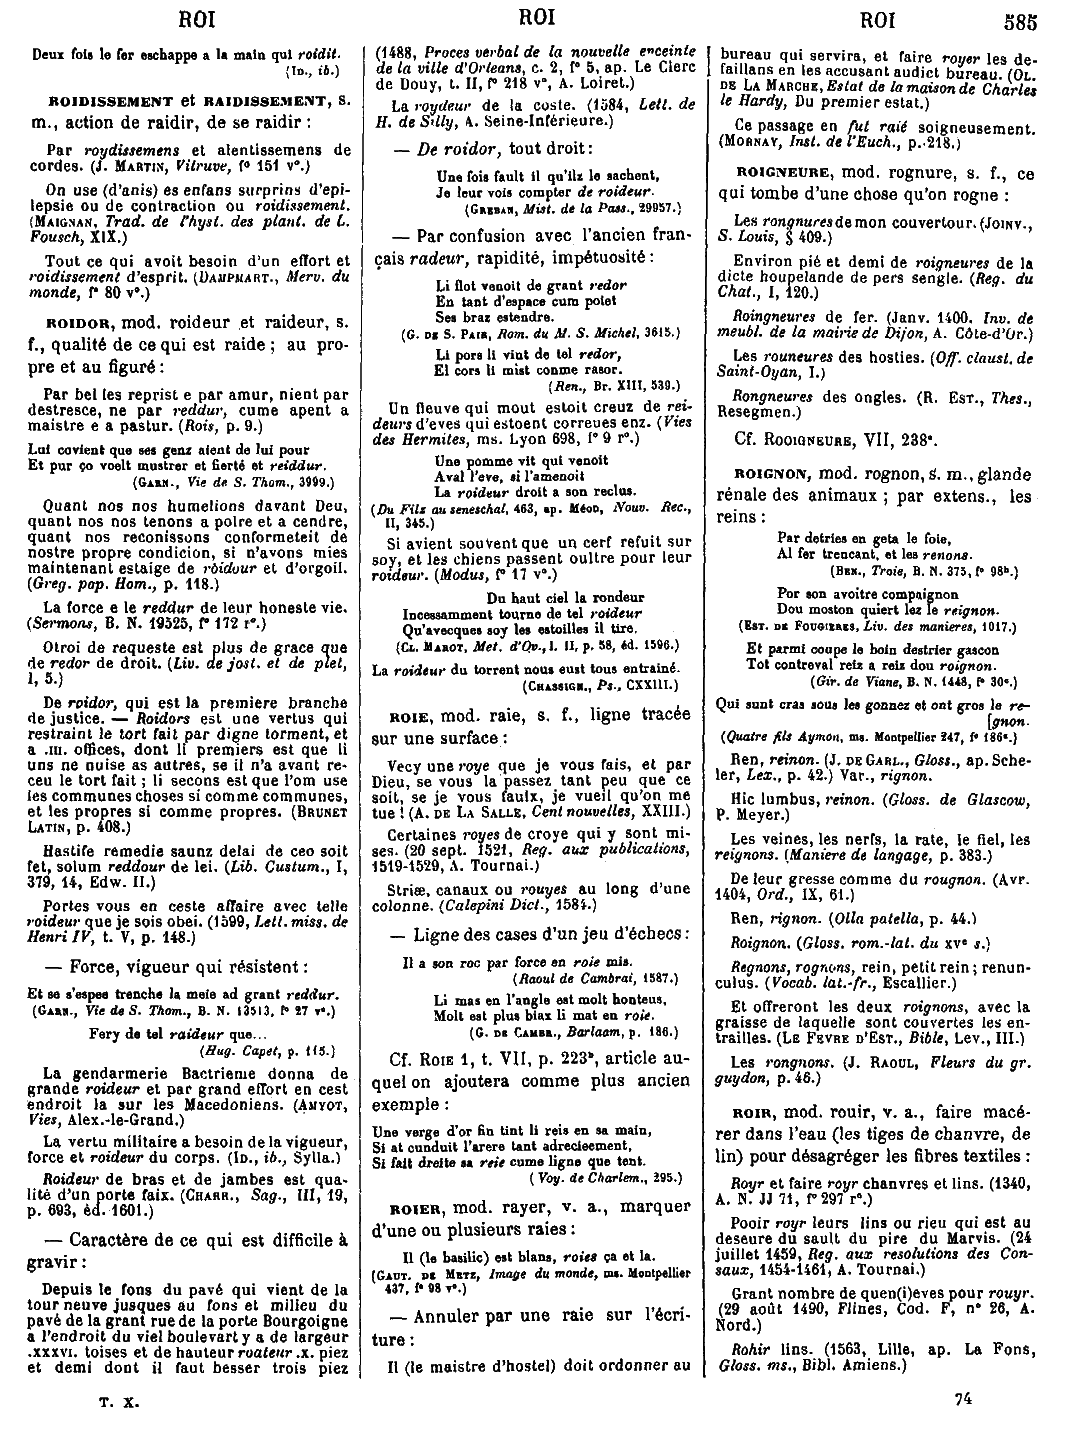 ROI
ROI
ROI 585
Deux fois le fer eschappe a la main qui roidit.
(ID., ib.)
ROIDISSEMENT et RAIDISSEMENT, s.
m., action de raidir, de se raidir :
Par roydissemens et alentissemens de
cordes. (J. MARTIN, Vitruve, f° 151 v°.)
On use (d'anis) es enfans surprins d'epi-
lepsie ou de contraction ou roidissement.
(MAIGNAN, Trad. de l'hyst. des plant. de L.
Fousch, XIX.)
Tout ce qui avoit besoin d'un effort et
roidissement d'esprit. (DAMPMART., Merv. du
monde, f° 80 v°.)
ROIDOR, mod. roideur et raideur, s.
f., qualité de ce qui est raide ; au pro-
pre et au figuré :
Par bel les reprist e par amur, nient par
destresce, ne par reddur, cume apent a
maistre e a pastur. (Rois, p. 9.)
Lui covient que ses genz aient de lui pour
Et pur ço voelt mustrer et fierté et reiddur.
(GARN., Vie de S. Thom., 3999.)
Quant nos nos humelions davant Deu,
quant nos nos tenons a polre et a cendre,
quant nos reconissons conformeteit de
nostre propre condicion, si n'avons mies
maintenant estaige de roidour et d'orgoil.
(Greg. pap. Hom., p. 118.)
La force e le reddur de leur honeste vie.
(Sermons, B. N. 19525, f° 172 r°.)
Otroi de requeste est plus de grace que
de redor de droit. (Liv. de jost. et de plet,
I, 5.)
De roidor, qui est la premiere branche
de justice. — Roidors est une vertus qui
restraint le tort fait par digne torment, et
a .III. offices, dont li premiers est que li
uns ne nuise as autres, se il n'a avant re-
ceu le tort fait ; li secons est que l'om use
les communes choses si comme communes,
et les propres si comme propres. (BRUNET
LATIN, p. 408.)
Hastife remedie saunz delai de ceo soit
fet, solum reddour de lei. (Lib. Custum., I,
379, 14, Edw. II.)
Portes vous en ceste affaire avec telle
roideur que je sois obei. (1599, Lett. miss. de
Henri IV, t. V, p. 148.)
— Force, vigueur qui résistent :
Et se s'espee trenche la meie ad grant reddur.
(GARN., Vie de S. Thom., B. N. 13513, f° 27 v°.)
Fery de tel raideur que...
(Hug. Capet, p. 115.)
La gendarmerie Bactrieme donna de
grande roideur et par grand effort en cest
endroit la sur les Macedoniens. (AMYOT,
Vies, Alex.-le-Grand.)
La vertu militaire a besoin de la vigueur,
force et roideur du corps. (ID., ib., Sylla.)
Roideur de bras et de jambes est qua-
lité d'un porte faix. (CHARR., Sag., III, 19,
p. 693, éd. 1601.)
— Caractère de ce qui est difficile à
gravir :
Depuis le fons du pavé qui vient de la
tour neuve jusques au fons et milieu du
pavé de la grant rue de la porte Bourgoigne
a l'endroit du viel boulevart y a de largeur
.XXXVI. toises et de hauteur roateur .X. piez
et demi dont il faut besser trois piez
(1488, Proces verbal de la nouvelle enceinte
de la ville d'Orleans, c. 2, f° 5, ap. Le Clerc
de Douy, t. II, f° 218 v°, A. Loiret.)
La roydeur de la coste. (1584, Lett. de
H. de Silly, A. Seine-Inférieure.)
— De roidor, tout droit :
Une fois fault il qu'ilz le sachent,
Je leur vois compter de roideur.
(GREBAN, Mist. de la Pass., 29957.)
— Par confusion avec l'ancien fran-
çais radeur, rapidité, impétuosité :
Li flot venoit de grant redor
En tant d'espace cum polet
Ses braz estendre.
(G. DE S. PAIR, Rom. du M. S. Michel, 3615.)
Li pors li vint de tel redor,
El cors li mist conme rasor.
(Ren., Br. XIII, 539.)
Un fleuve qui mout estoit creuz de rei-
deurs d'eves qui estoent correues enz. (Vies
des Hermites, ms. Lyon 698, f° 9 r°.)
Une pomme vit qui venoit
Aval l'eve, si l'amenoit
La roideur droit a son reclus.
(Du Filz au seneschal, 463, ap. MÉON, Nouv. Rec.,
II, 345.)
Si avient souvent que un cerf refuit sur
soy, et les chiens passent oultre pour leur
roideur. (Modus, f° 17 v°.)
Du haut ciel la rondeur
Incessamment tourne de tel roideur
Qu'avecques soy les estoilles il tire.
(CL. MAROT, Met. d'Ov., l. II, p. 58, éd. 1596.)
La roideur du torrent nous eust tous entrainé.
(CHASSIGN., Ps., CXXIII.)
ROIE, mod. raie, s. f., ligne tracée
sur une surface :
Vecy une roye que je vous fais, et par
Dieu, se vous la passez tant peu que ce
soit, se je vous faulx, je vueil qu'on me
tue ! (A. DE LA SALLE, Cent nouvelles, XXIII.)
Certaines royes de croye qui y sont mi-
ses. (20 sept. 1521, Reg. aux publications,
1519-1529, A. Tournai.)
Striæ, canaux ou rouyes au long d'une
colonne. (Calepini Dict., 1584.)
— Ligne des cases d'un jeu d'échecs :
Il a son roc par force en roie mis.
(Raoul de Cambrai, 1587.)
Li mas en l'angle est molt honteus,
Molt est plus biax li mat en roie.
(G. DE CAMBR., Barlaam, p. 186.)
Cf. ROIE 1, t. VII, p. 223ᵇ, article au-
quel on ajoutera comme plus ancien
exemple :
Une verge d'or fin tint li reis en sa main,
Si at cunduit l'arere tant adrecieement,
Si fait dreite sa reie cume ligne que tent.
(Voy. de Charlem., 295.)
ROIER, mod. rayer, v. a., marquer
d'une ou plusieurs raies :
Il (le basilic) est blans, roies ça et la.
(GAUT. DE METZ, Image du monde, ms. Montpellier
437, f° 98 v°.)
— Annuler par une raie sur l'écri-
ture :
Il (le maistre d'hostel) doit ordonner au
bureau qui servira, et faire royer les de-
faillans en les accusant audict bureau. (OL.
DE LA MARCHE, Estat de la maison de Charles
le Hardy, Du premier estat.)
Ce passage en fut raié soigneusement.
(MORNAY, Inst. de l'Euch., p. 218.)
ROIGNEURE, mod. rognure, s. f., ce
qui tombe d'une chose qu'on rogne :
Les rongnures de mon couvertour. (JOINV.,
S. Louis, § 409.)
Environ pié et demi de roigneures de la
dicte houpelande de pers sengle. (Reg. du
Chat., I, 120.)
Roingneures de fer. (Janv. 1400. Inv. de
meubl. de la mairie de Dijon, A. Côte-d'Or.)
Les rouneures des hosties. (Off. claust. de
Saint-Oyan, I.)
Rongneures des ongles. (R. EST., Thes.,
Resegmen.)
Cf. ROOIGNEURE, VII, 238ᵃ.
ROIGNON, mod. rognon, s. m., glande
rénale des animaux ; par extens., les
reins :
Par detries en geta le foie,
Al fer trencant, et les renons.
(BEN., Troie, B. N. 375, f° 98ᵇ.)
Por son avoitre compaignon
Dou moston quiert lez le reignon.
(EST. DE FOUGIERES, Liv. des manieres, 1017.)
Et parmi coupe le boin destrier gascon
Tot contreval reiz a reiz dou roignon.
(Gir. de Viane, B. N. 1448, f° 30ᵉ.)
Qui sunt cras sous les gonnez et ont gros le re-
[gnon.
(Quatre fils Aymon, ms. Montpellier 247, f° 186ᵉ.)
Ren, reinon. (J. DE GARL., Gloss., ap. Sche-
ler, Lex., p. 42.) Var., rignon.
Hic lumbus, reinon. (Gloss. de Glascow,
P. Meyer.)
Les veines, les nerfs, la rate, le fiel, les
reignons. (Maniere de langage, p. 383.)
De leur gresse comme du rougnon. (Avr.
1404, Ord., IX, 61.)
Ren, rignon. (Olla patella, p. 44.)
Roignon. (Gloss. rom.-lat. du XVᵉ s.)
Regnons, rognons, rein, petit rein ; renun-
culus. (Vocab. lat.-fr., Escallier.)
Et offreront les deux roignons, avec la
graisse de laquelle sont couvertes les en-
trailles. (LE FEVRE D'EST., Bible, Lev., III.)
Les rongnons. (J. RAOUL, Fleurs du gr.
guydon, p. 46.)
ROIR, mod. rouir, v. a., faire macé-
rer dans l'eau (les tiges de chanvre, de
lin) pour désagréger les fibres textiles :
Royr et faire royr chanvres et lins. (1340,
A. N. JJ 71, f° 297 r°.)
Pooir royr leurs lins ou rieu qui est au
deseure du sault du pire du Marvis. (24
juillet 1459, Reg. aux resolutions des Con-
saux, 1454-1461, A. Tournai.)
Grant nombre de quen(i)eves pour rouyr.
(29 août 1490, Flines, Cod. F, n° 26, A.
Nord.)
Rohir lins. (1563, Lille, ap. La Fons,
Gloss. ms., Bibl. Amiens.)
T. X.
74